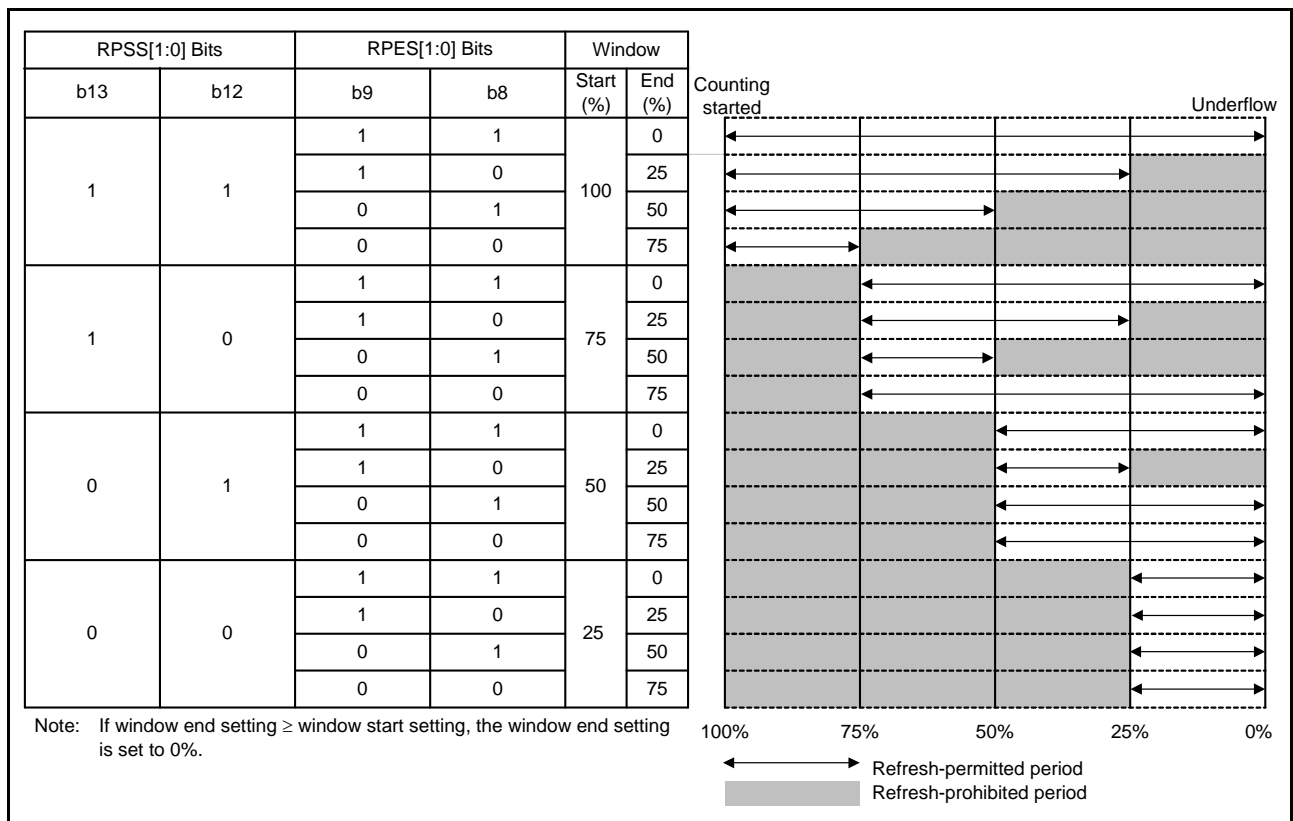 RPSS[1:0] Bits RPES[1:0] Bits Window
b13 b12 b9 b8 Start (%) End (%)
Counting started Underflow
1 1 1 1 100 0
1 0 25
0 1 50
0 0 75
1 0 1 1 75 0
1 0 25
0 1 50
0 0 75
0 1 1 1 50 0
1 0 25
0 1 50
0 0 75
0 0 1 1 25 0
1 0 25
0 1 50
0 0 75
Note: If window end setting ≥ window start setting, the window end setting
is set to 0%.
100% 75% 50% 25% 0%
Refresh-permitted period
Refresh-prohibited period